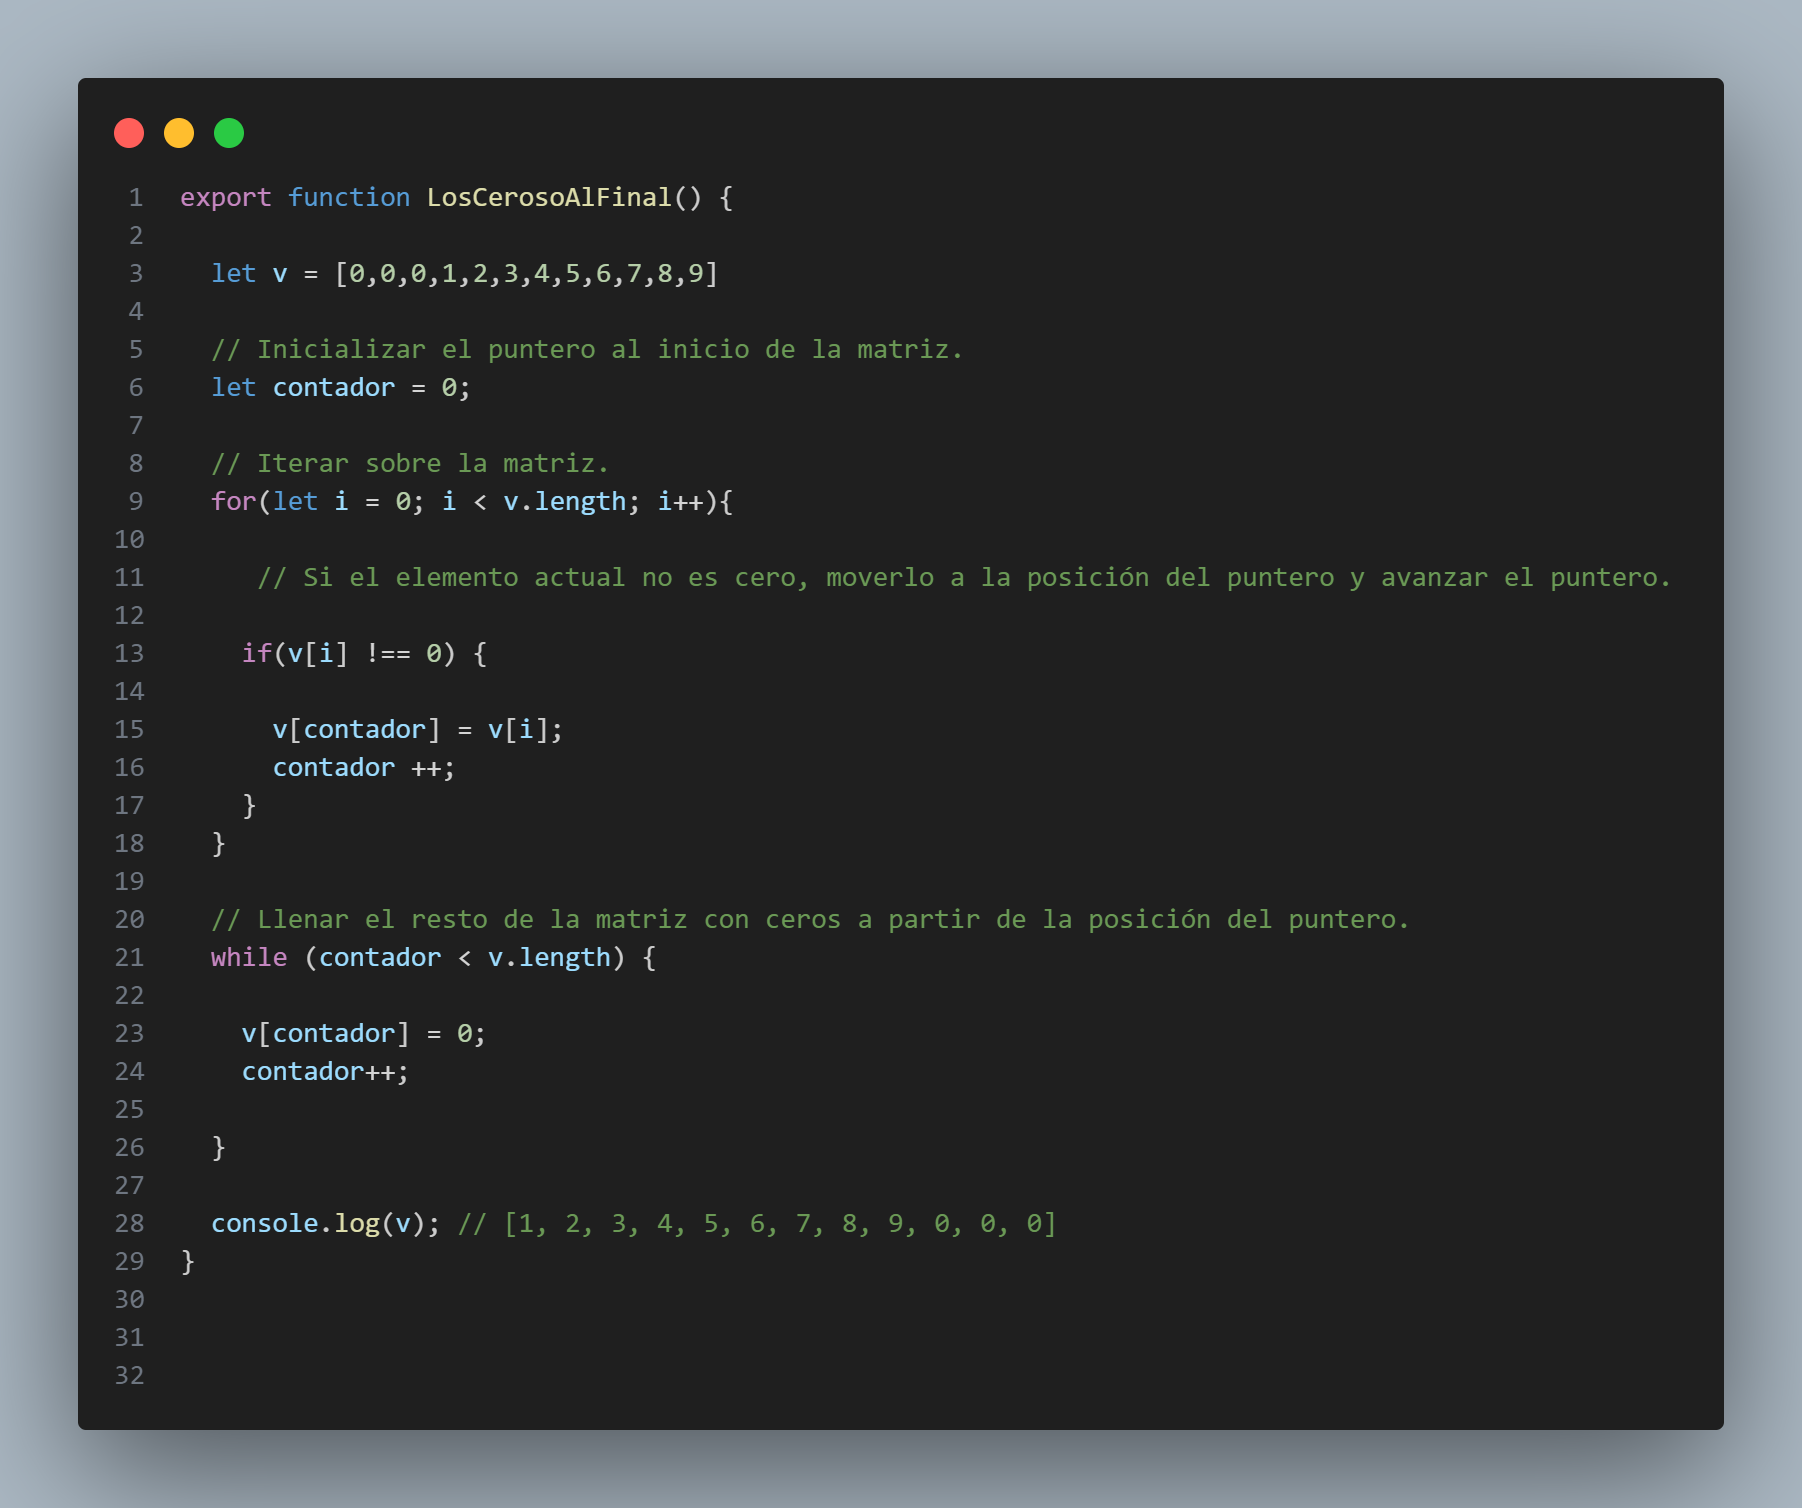 1 export function LosCerosoAlFinal() {
2
3   let v = [0,0,0,1,2,3,4,5,6,7,8,9]
4
5   // Inicializar el puntero al inicio de la matriz.
6   let contador = 0;
7
8   // Iterar sobre la matriz.
9   for(let i = 0; i < v.length; i++){
10
11      // Si el elemento actual no es cero, moverlo a la posición del puntero y avanzar el puntero.
12
13     if(v[i] !== 0) {
14
15       v[contador] = v[i];
16       contador ++;
17     }
18   }
19
20   // Llenar el resto de la matriz con ceros a partir de la posición del puntero.
21   while (contador < v.length) {
22
23     v[contador] = 0;
24     contador++;
25
26   }
27
28   console.log(v); // [1, 2, 3, 4, 5, 6, 7, 8, 9, 0, 0, 0]
29 }
30
31
32